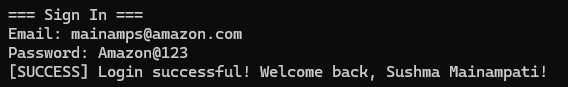 === Sign In ===
Email: mainamps@amazon.com
Password: Amazon@123
[SUCCESS] Login successful! Welcome back, Sushma Mainampati!